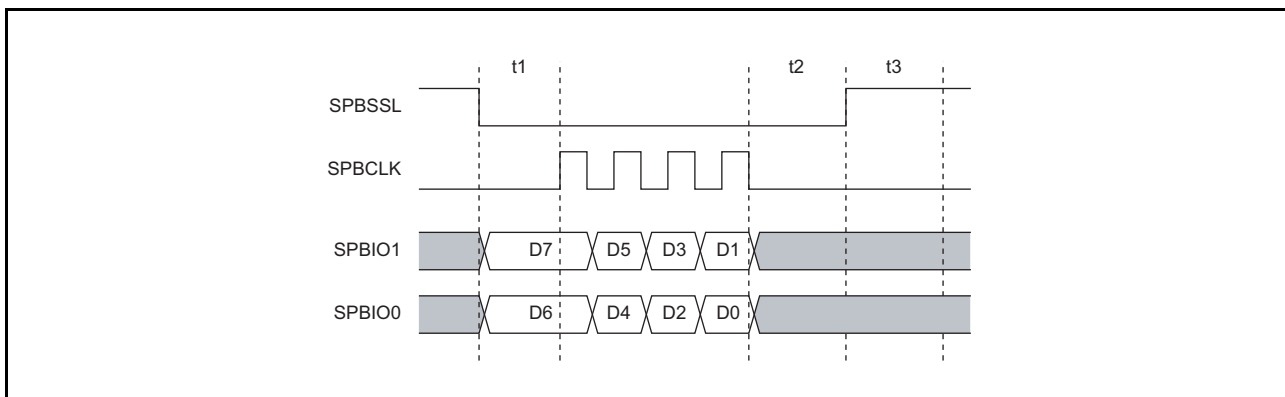 t1 t2 t3
SPBSSL
SPBCLK
SPBIO1 D7 D5 D3 D1
SPBIO0 D6 D4 D2 D0